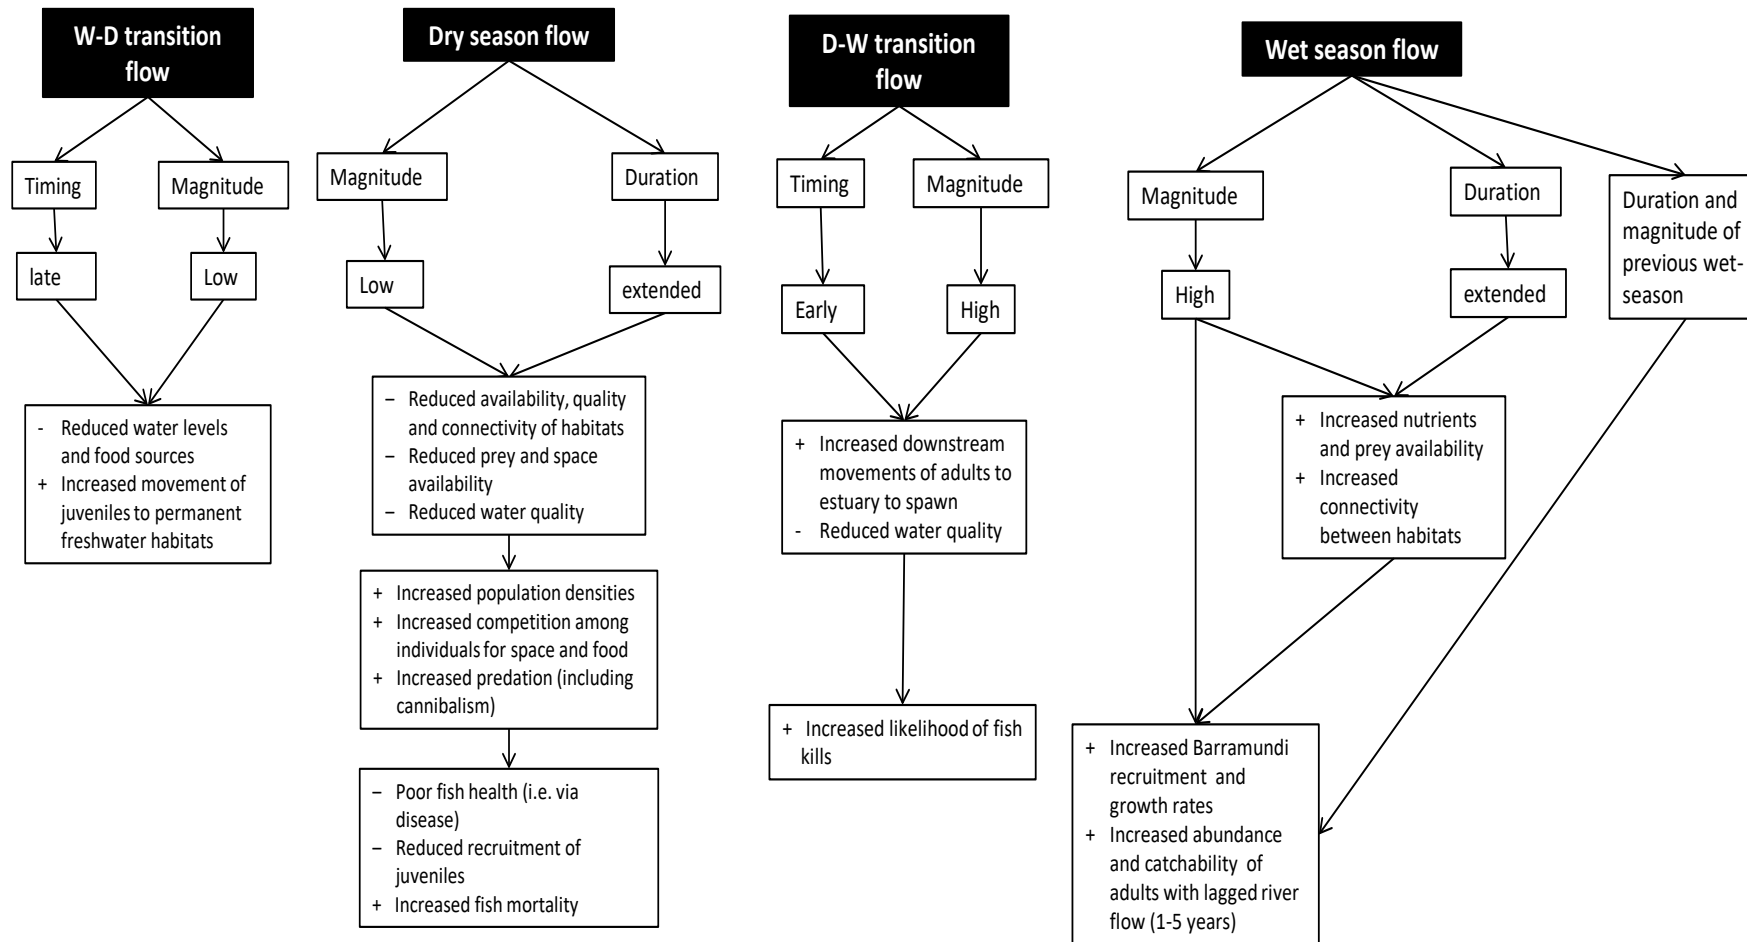 W-D transition
flow
Timing
Magnitude
late
Low
- Reduced water levels
and food sources
+ Increased movement of
juveniles to permanent
freshwater habitats
Dry season flow
Magnitude
Duration
Low
extended
– Reduced availability, quality
and connectivity of habitats
– Reduced prey and space
availability
– Reduced water quality
+ Increased population densities
+ Increased competition among
individuals for space and food
+ Increased predation (including
cannibalism)
– Poor fish health (i.e. via
disease)
– Reduced recruitment of
juveniles
+ Increased fish mortality
D-W transition
flow
Timing
Magnitude
Early
High
+ Increased downstream
movements of adults to
estuary to spawn
- Reduced water quality
+ Increased likelihood of fish
kills
Wet season flow
Magnitude
Duration
Duration and
magnitude of
previous wet-
season
High
extended
+ Increased nutrients
and prey availability
+ Increased
connectivity
between habitats
+ Increased Barramundi
recruitment and
growth rates
+ Increased abundance
and catchability of
adults with lagged river
flow (1-5 years)